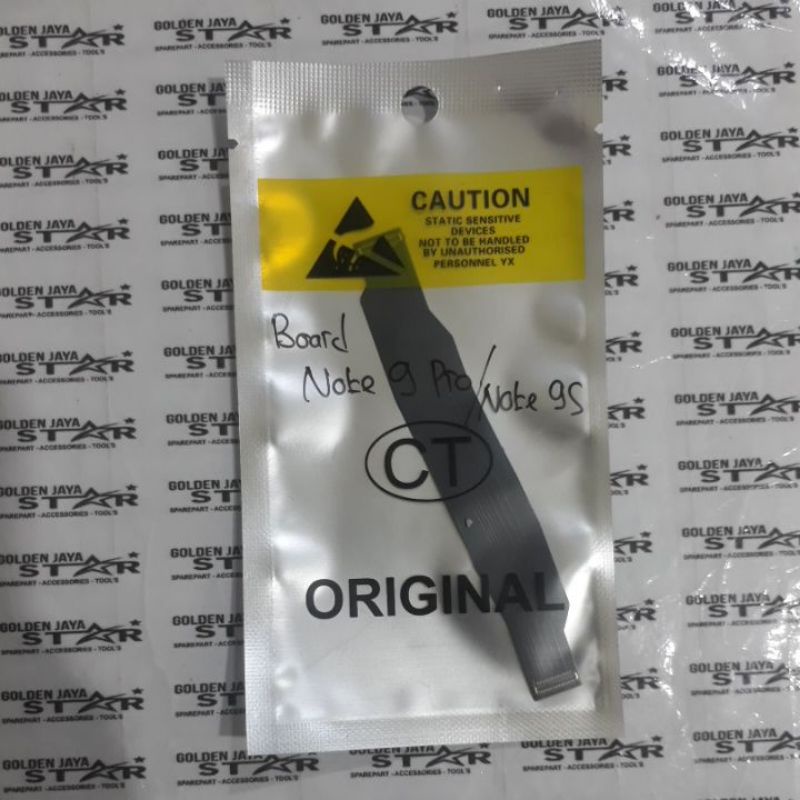 GOLDEN JAYA
STAR
SPAREPART - ACCESSORIES - TOOL'S
CAUTION
STATIC SENSITIVE
DEVICES
NOT TO BE HANDLED
BY UNAUTHORISED
PERSONNEL YX
Board
Note 9 Pro/Note 9S
CT
ORIGINAL